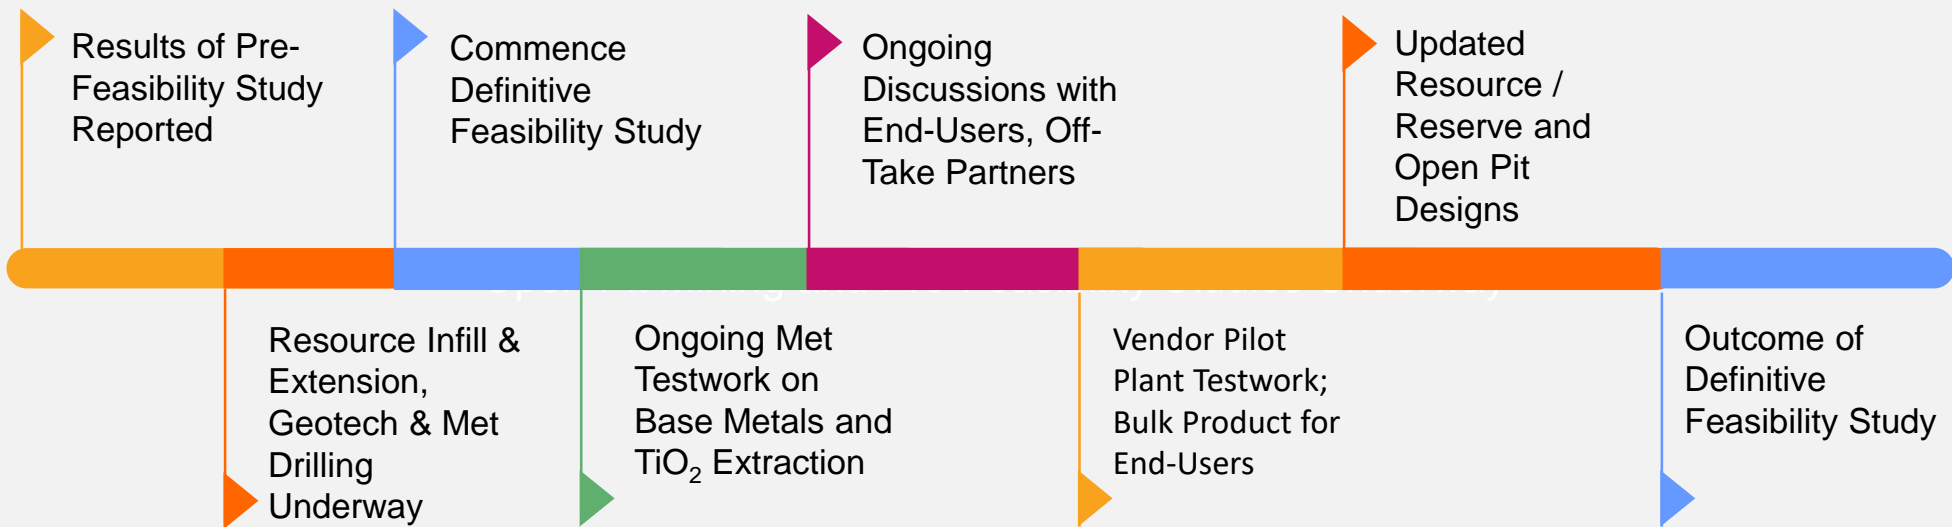 Results of Pre-
Feasibility Study
Reported
Commence
Definitive
Feasibility Study
Ongoing
Discussions with
End-Users, Off-
Take Partners
Updated
Resource /
Reserve and
Open Pit
Designs
Resource Infill &
Extension,
Geotech & Met
Drilling
Underway
Ongoing Met
Testwork on
Base Metals and
TiO₂ Extraction
Vendor Pilot
Plant Testwork;
Bulk Product for
End-Users
Outcome of
Definitive
Feasibility Study